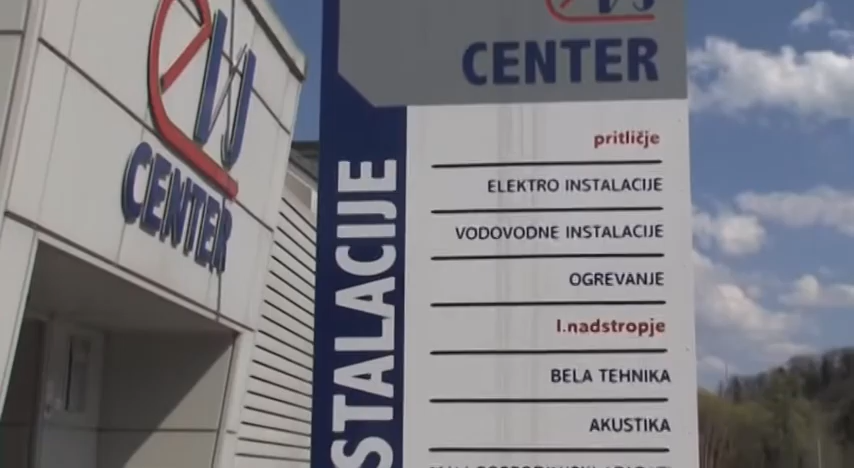 CENTER
CENTER
STALACIJE
pritličje
ELEKTRO INSTALACIJE
VODOVODNE INSTALACIJE
OGREVANJE
I.nadstropje
BELA TEHNIKA
AKUSTIKA